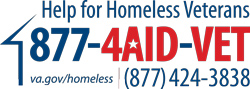 Help for Homeless Veterans
877-4AID-VET
va.gov/homeless (877) 424-3838